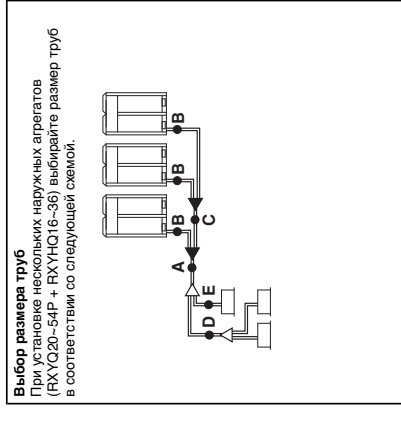 Выбор размера труб
При установке нескольких наружных агрегатов
(RXYQ20~54P + RXYHQ16~36) выбирайте размер труб
в соответствии со следующей схемой.
B
B
B
C
A
E
D